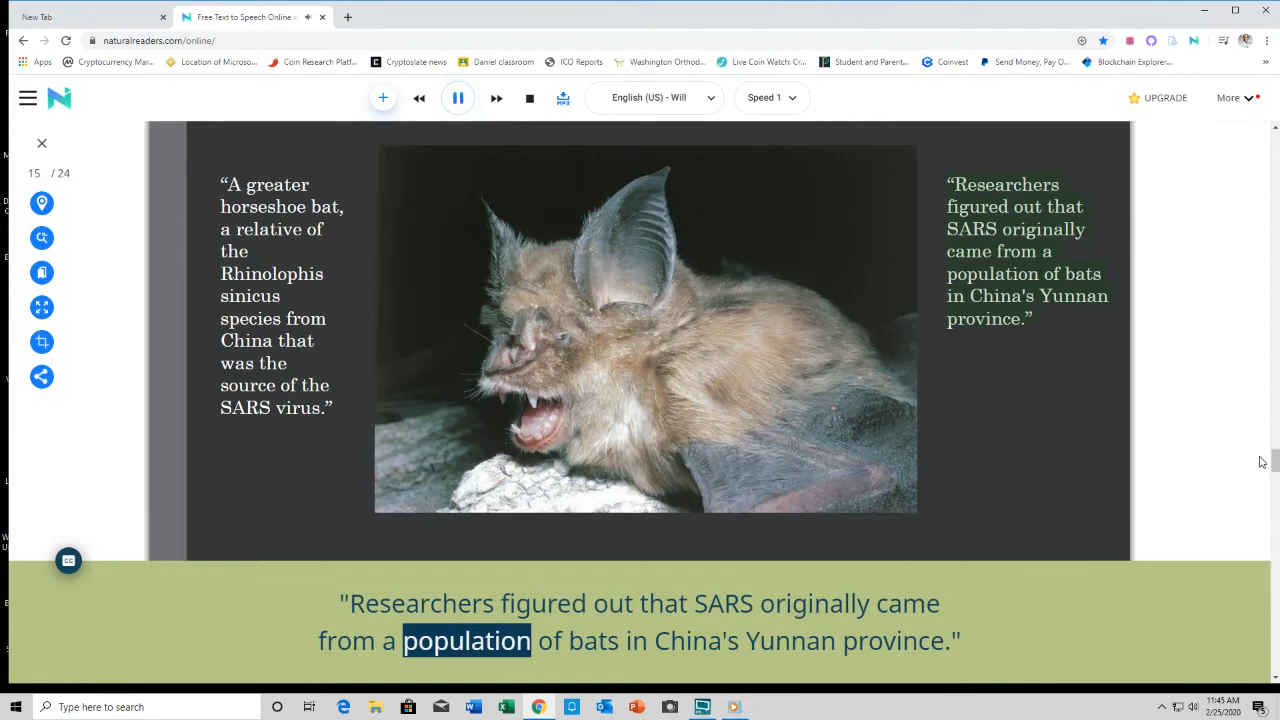 New Tab
Free Text to Speech Online w
naturalreaders.com/online/
Apps
Cryptocurrency Mar...
Location of Microso...
Coin Research Platf...
Cryptoslate news
Daniel classroom
ICO Reports
Washington Orthod...
Live Coin Watch: Cr...
Student and Parent...
Coinvest
Send Money, Pay O...
Blockchain Explorer...
MP3
English (US) - Will
Speed 1
UPGRADE
More
15 / 24
“A greater
horseshoe bat,
a relative of
the
Rhinolophis
sinicus
species from
China that
was the
source of the
SARS virus.”
“Researchers
figured out that
SARS originally
came from a
population of bats
in China's Yunnan
province.”
CC
"Researchers figured out that SARS originally came
from a population of bats in China's Yunnan province."
Type here to search
11:45 AM
2/25/2020
5